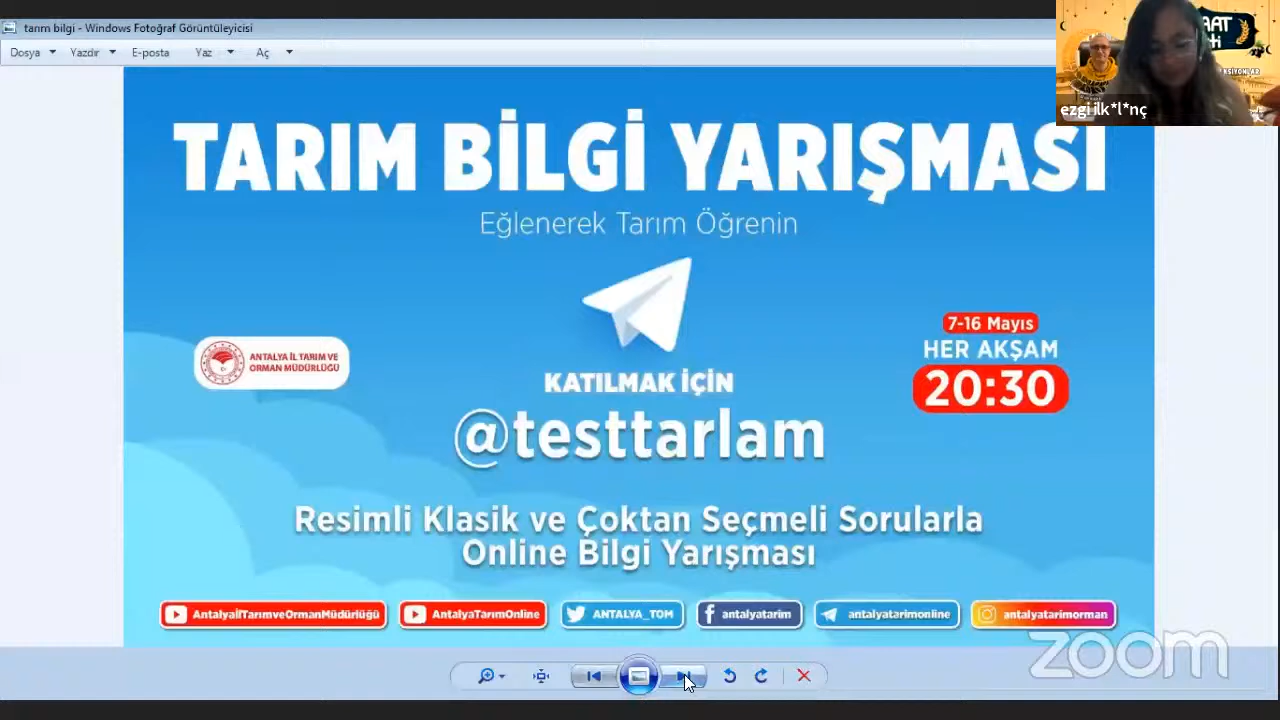 tarım bilgi - Windows Fotoğraf Görüntüleyicisi
Dosya Yazdır E-posta Yaz Aç
ezgi ilk*l*nç
TARIM BİLGİ YARIŞMASI
Eğlenerek Tarım Öğrenin
7-16 Mayıs
HER AKŞAM
20:30
ANTALYA İL TARIM VE
ORMAN MÜDÜRLÜĞÜ
KATILMAK İÇİN
@testtarlam
Resimli Klasik ve Çoktan Seçmeli Sorularla
Online Bilgi Yarışması
AntalyaİlTarımveOrmanMüdürlüğü AntalyaTarımOnline ANTALYA_TOM antalyatarim antalyatarimonline antalyatarimorman
zoom